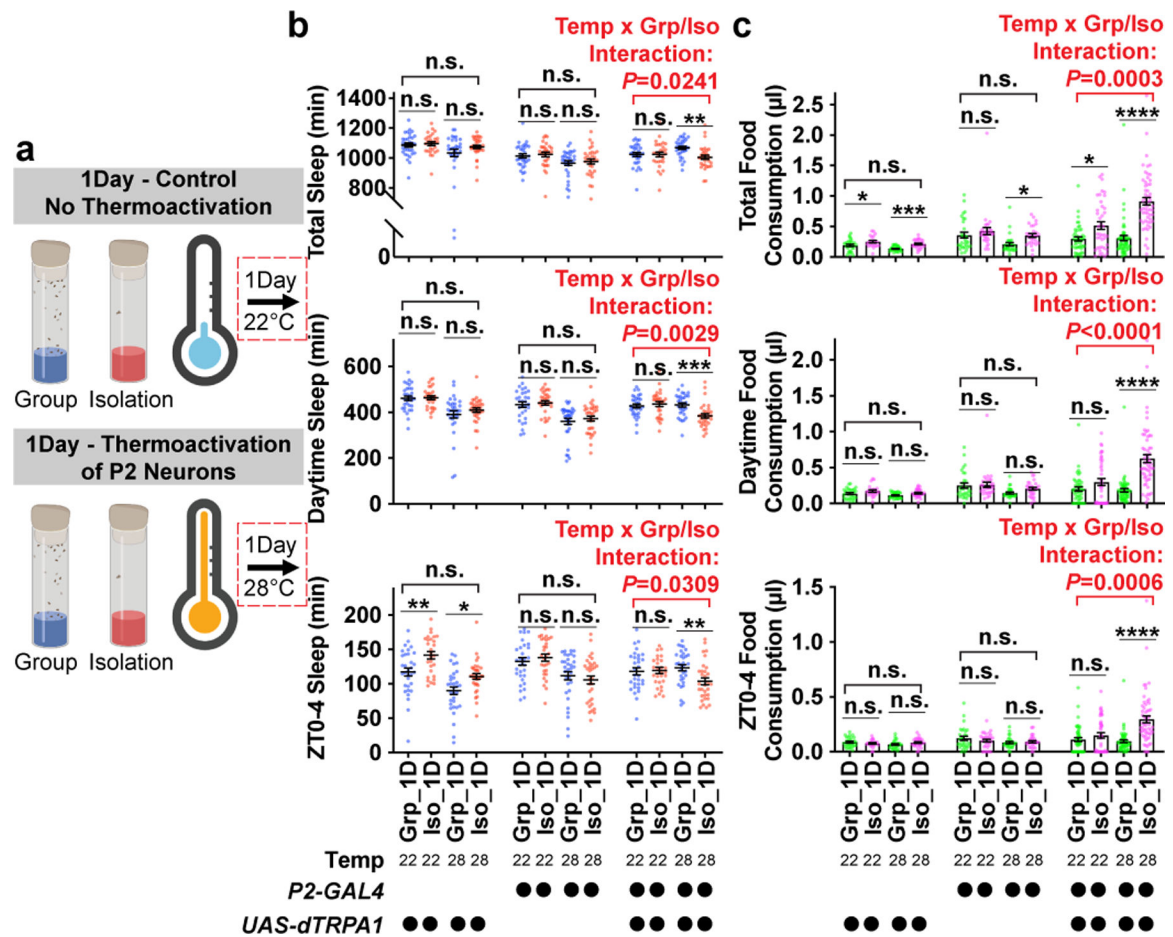 a
1Day - Control
No Thermoactivation
Group
Isolation
1Day
22°C
1Day - Thermoactivation
of P2 Neurons
Group
Isolation
1Day
28°C
b
Temp x Grp/Iso
Interaction:
P=0.0241
n.s.
n.s.
n.s.
n.s.
n.s.
n.s.
n.s.
**
Total Sleep (min)
1400
1200
1000
800
0
Temp x Grp/Iso
Interaction:
P=0.0029
n.s.
n.s.
n.s.
n.s.
n.s.
n.s.
n.s.
***
Daytime Sleep (min)
600
400
200
0
Temp x Grp/Iso
Interaction:
P=0.0309
n.s.
**
*
n.s.
n.s.
n.s.
n.s.
**
ZT0-4 Sleep (min)
200
150
100
50
0
Grp_1D
Iso_1D
Grp_1D
Iso_1D
Grp_1D
Iso_1D
Grp_1D
Iso_1D
Grp_1D
Iso_1D
Grp_1D
Iso_1D
Temp
22 22 28 28 22 22 28 28 22 22 28 28
P2-GAL4
UAS-dTRPA1
c
Temp x Grp/Iso
Interaction:
P=0.0003
n.s.
*
***
n.s.
n.s.
*
*
****
Total Food
Consumption (µl)
2.5
2.0
1.5
1.0
0.5
0.0
Temp x Grp/Iso
Interaction:
P<0.0001
n.s.
n.s.
n.s.
n.s.
n.s.
n.s.
n.s.
****
Daytime Food
Consumption (µl)
2.0
1.5
1.0
0.5
0.0
Temp x Grp/Iso
Interaction:
P=0.0006
n.s.
n.s.
n.s.
n.s.
n.s.
n.s.
n.s.
****
ZT0-4 Food
Consumption (µl)
1.5
1.0
0.5
0.0
Grp_1D
Iso_1D
Grp_1D
Iso_1D
Grp_1D
Iso_1D
Grp_1D
Iso_1D
Grp_1D
Iso_1D
Grp_1D
Iso_1D
22 22 28 28 22 22 28 28 22 22 28 28